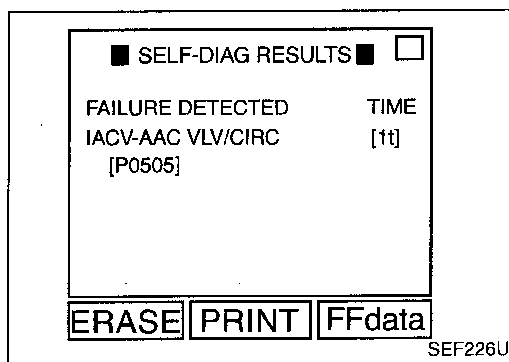 SELF-DIAG RESULTS
FAILURE DETECTED TIME
IACV-AAC VLV/CIRC [1t]
[P0505]
ERASE PRINT FFdata
SEF226U